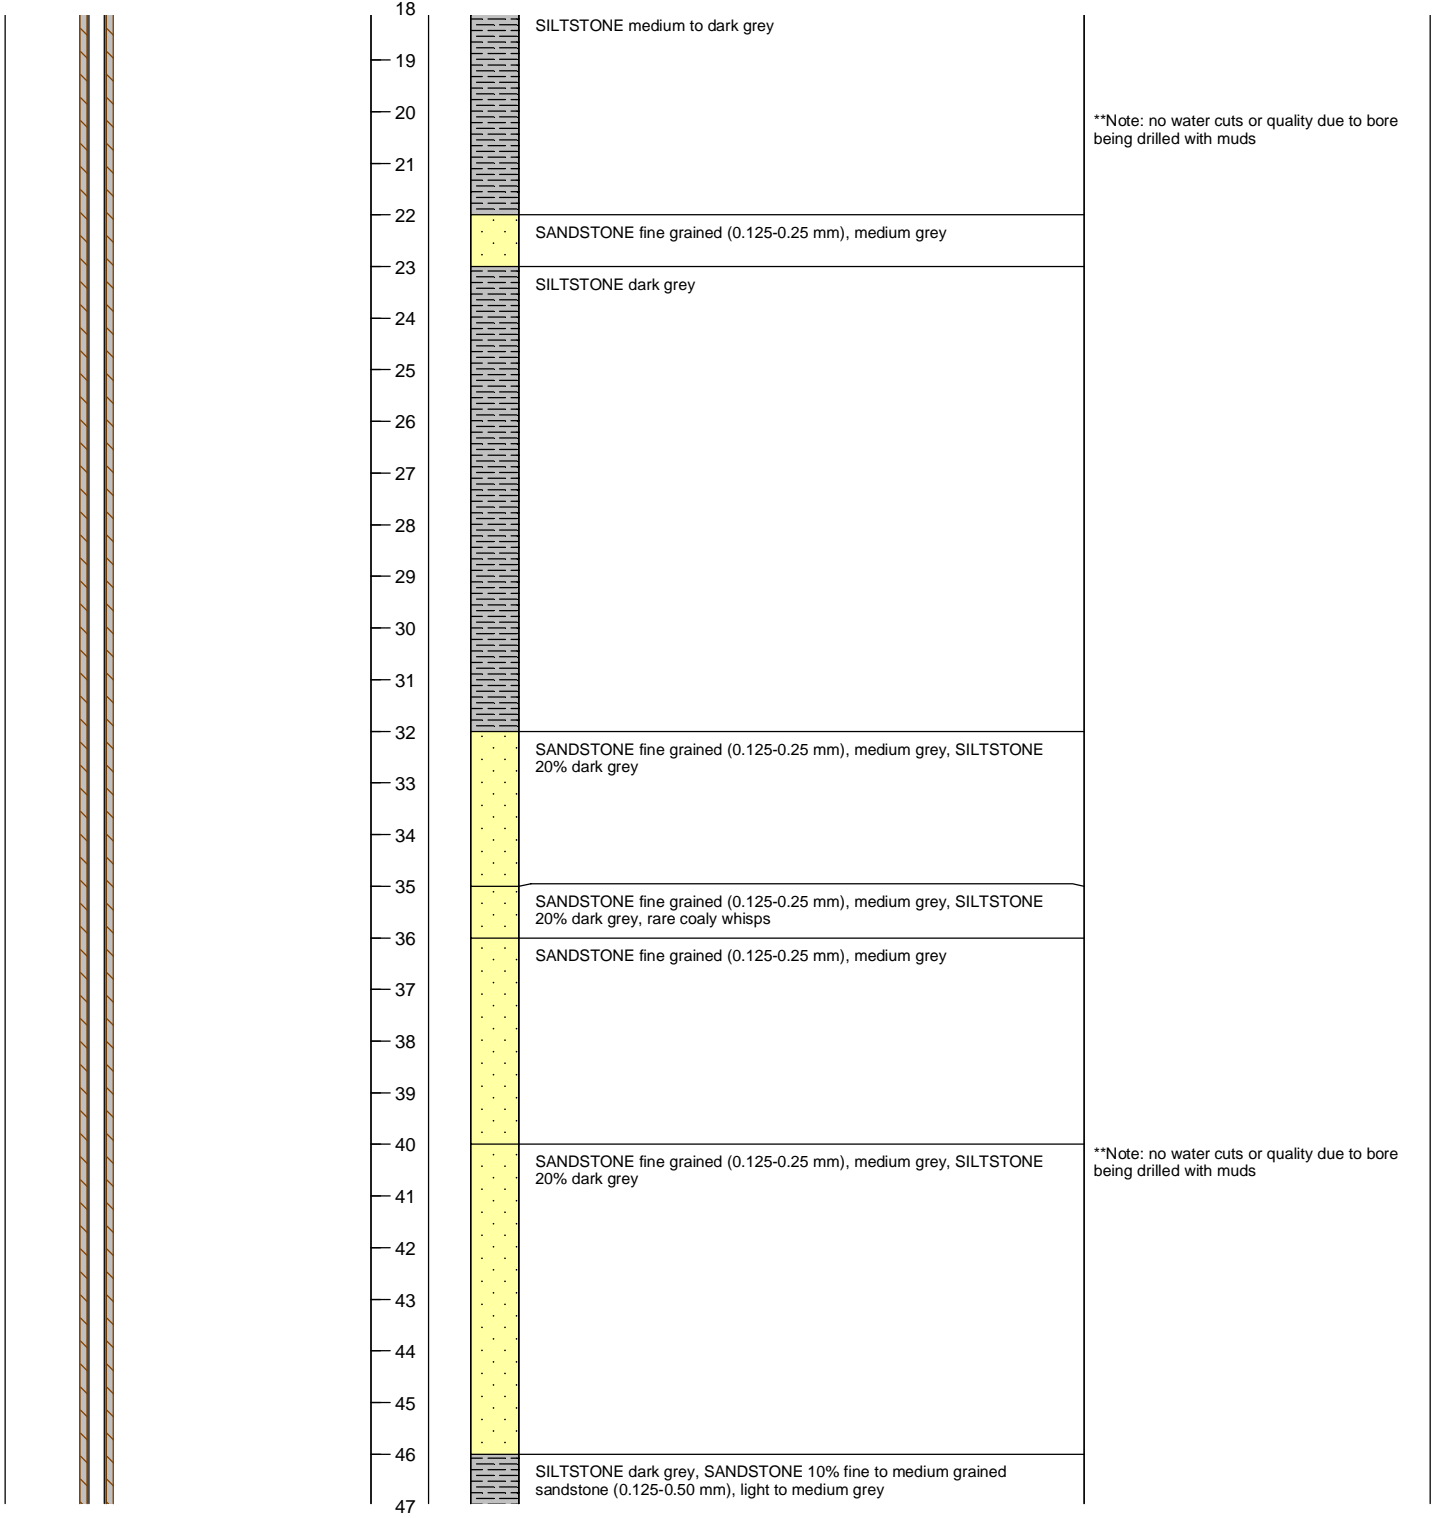 18
SILTSTONE medium to dark grey
19
20
**Note: no water cuts or quality due to bore
being drilled with muds
21
22
SANDSTONE fine grained (0.125-0.25 mm), medium grey
23
SILTSTONE dark grey
24
25
26
27
28
29
30
31
32
SANDSTONE fine grained (0.125-0.25 mm), medium grey, SILTSTONE
20% dark grey
33
34
35
SANDSTONE fine grained (0.125-0.25 mm), medium grey, SILTSTONE
20% dark grey, rare coaly whisps
36
SANDSTONE fine grained (0.125-0.25 mm), medium grey
37
38
39
40
SANDSTONE fine grained (0.125-0.25 mm), medium grey, SILTSTONE
20% dark grey
**Note: no water cuts or quality due to bore
being drilled with muds
41
42
43
44
45
46
SILTSTONE dark grey, SANDSTONE 10% fine to medium grained
sandstone (0.125-0.50 mm), light to medium grey
47